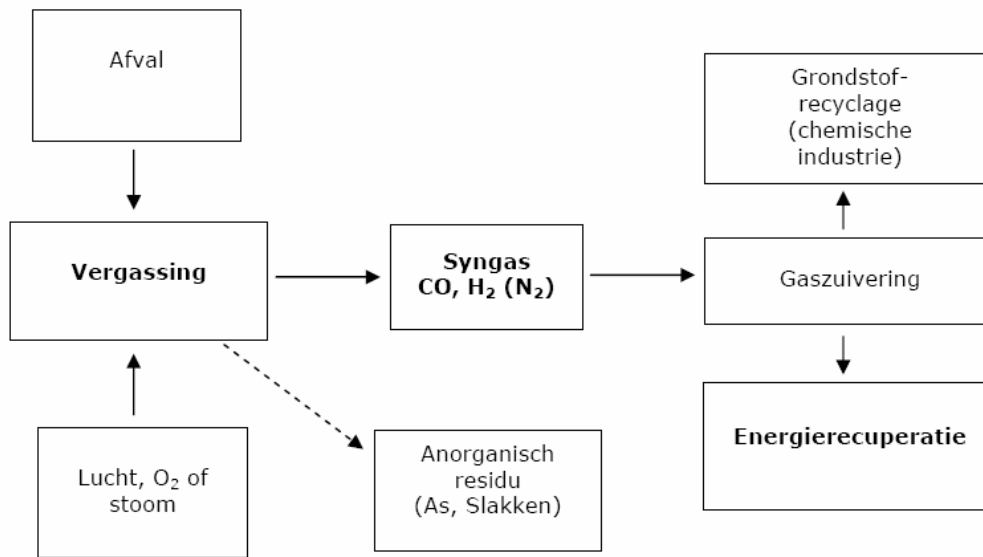 Afval
Grondstof-
recyclage
(chemische
industrie)
Vergassing
Syngas
CO, H₂ (N₂)
Gaszuivering
Lucht, O₂ of
stoom
Anorganisch
residu
(As, Slakken)
Energierecuperatie